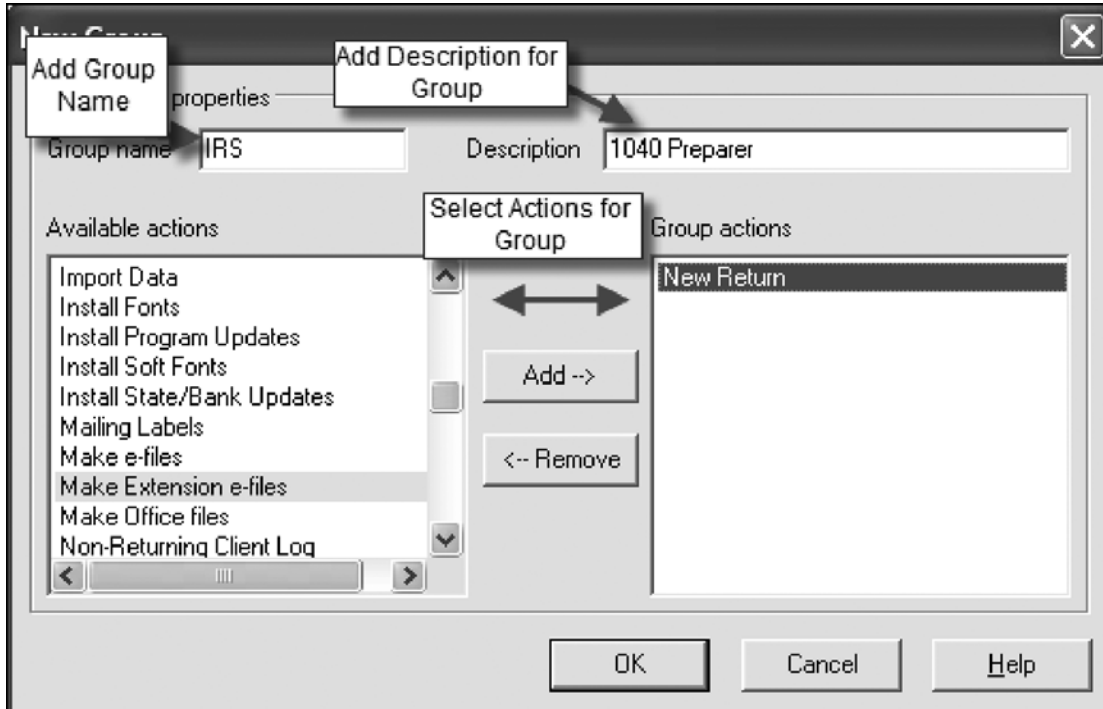 Add Group
Name
Add Description for
Group
properties
Group name
IRS
Description
1040 Preparer
Select Actions for
Group
Available actions
Group actions
Import Data
Install Fonts
Install Program Updates
Install Soft Fonts
Install State/Bank Updates
Mailing Labels
Make e-files
Make Extension e-files
Make Office files
Non-Returning Client Log
New Return
Add -->
<-- Remove
OK
Cancel
Help